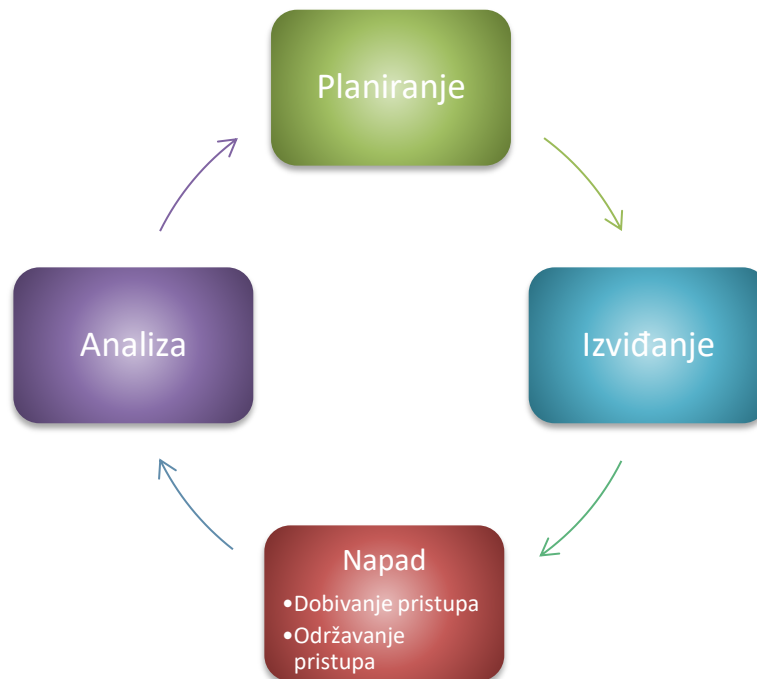 Planiranje
Izviđanje
Napad
•Dobivanje pristupa
•Održavanje
pristupa
Analiza